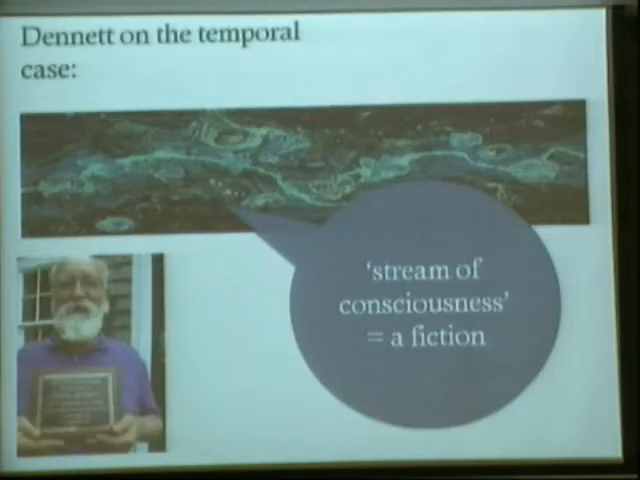 Dennett on the temporal
case:
'stream of
consciousness'
= a fiction